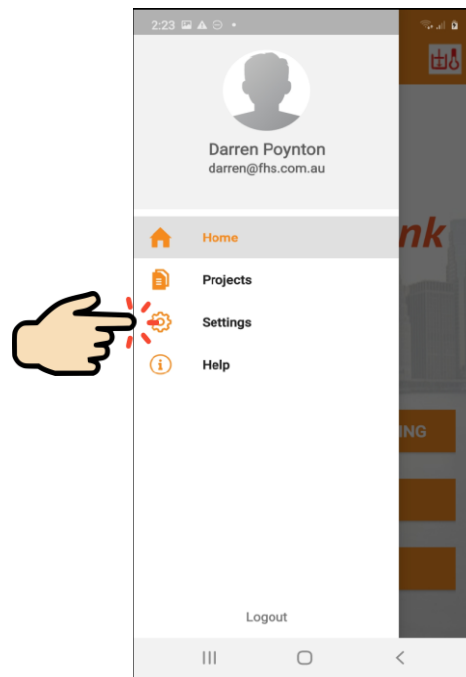 2:23
Darren Poynton
darren@fhs.com.au
Home
nk
Projects
Settings
Help
ING
Logout